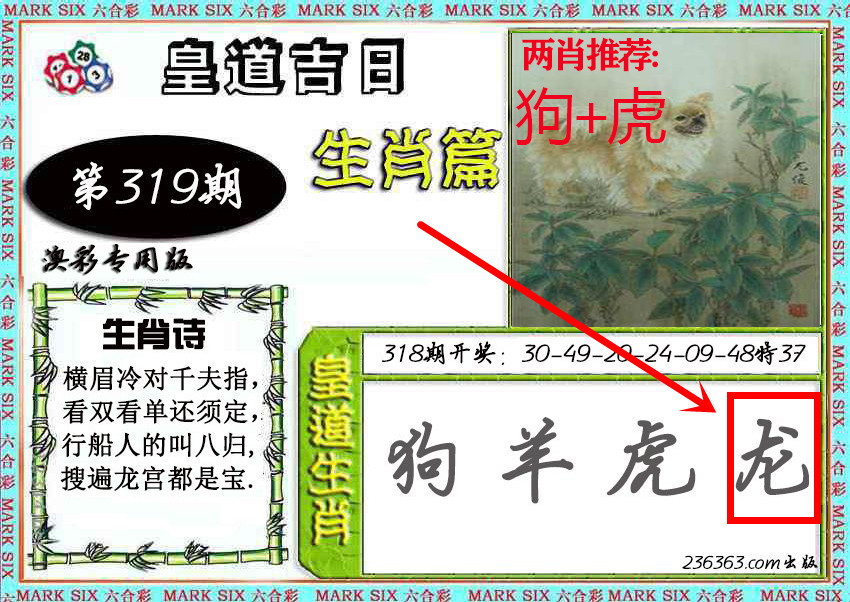 MARK SIX 六合彩 MARK SIX 六合彩 MARK SIX 六合彩 MARK SIX 六合彩 MARK SIX 六合彩
28
1
3
皇道吉日
生肖篇
第319期
澳彩专用版
两肖推荐:
狗+虎
生肖诗
横眉冷对千夫指，
看双看单还须定，
行船人的叫八归，
搜遍龙宫都是宝.
皇道生肖
318期开奖：30-49-20-24-09-48特37
狗 羊 虎 龙
236363.com出版
MARK SIX 六合彩 MARK SIX 六合彩 MARK SIX 六合彩 MARK SIX 六合彩 MARK SIX 六合彩